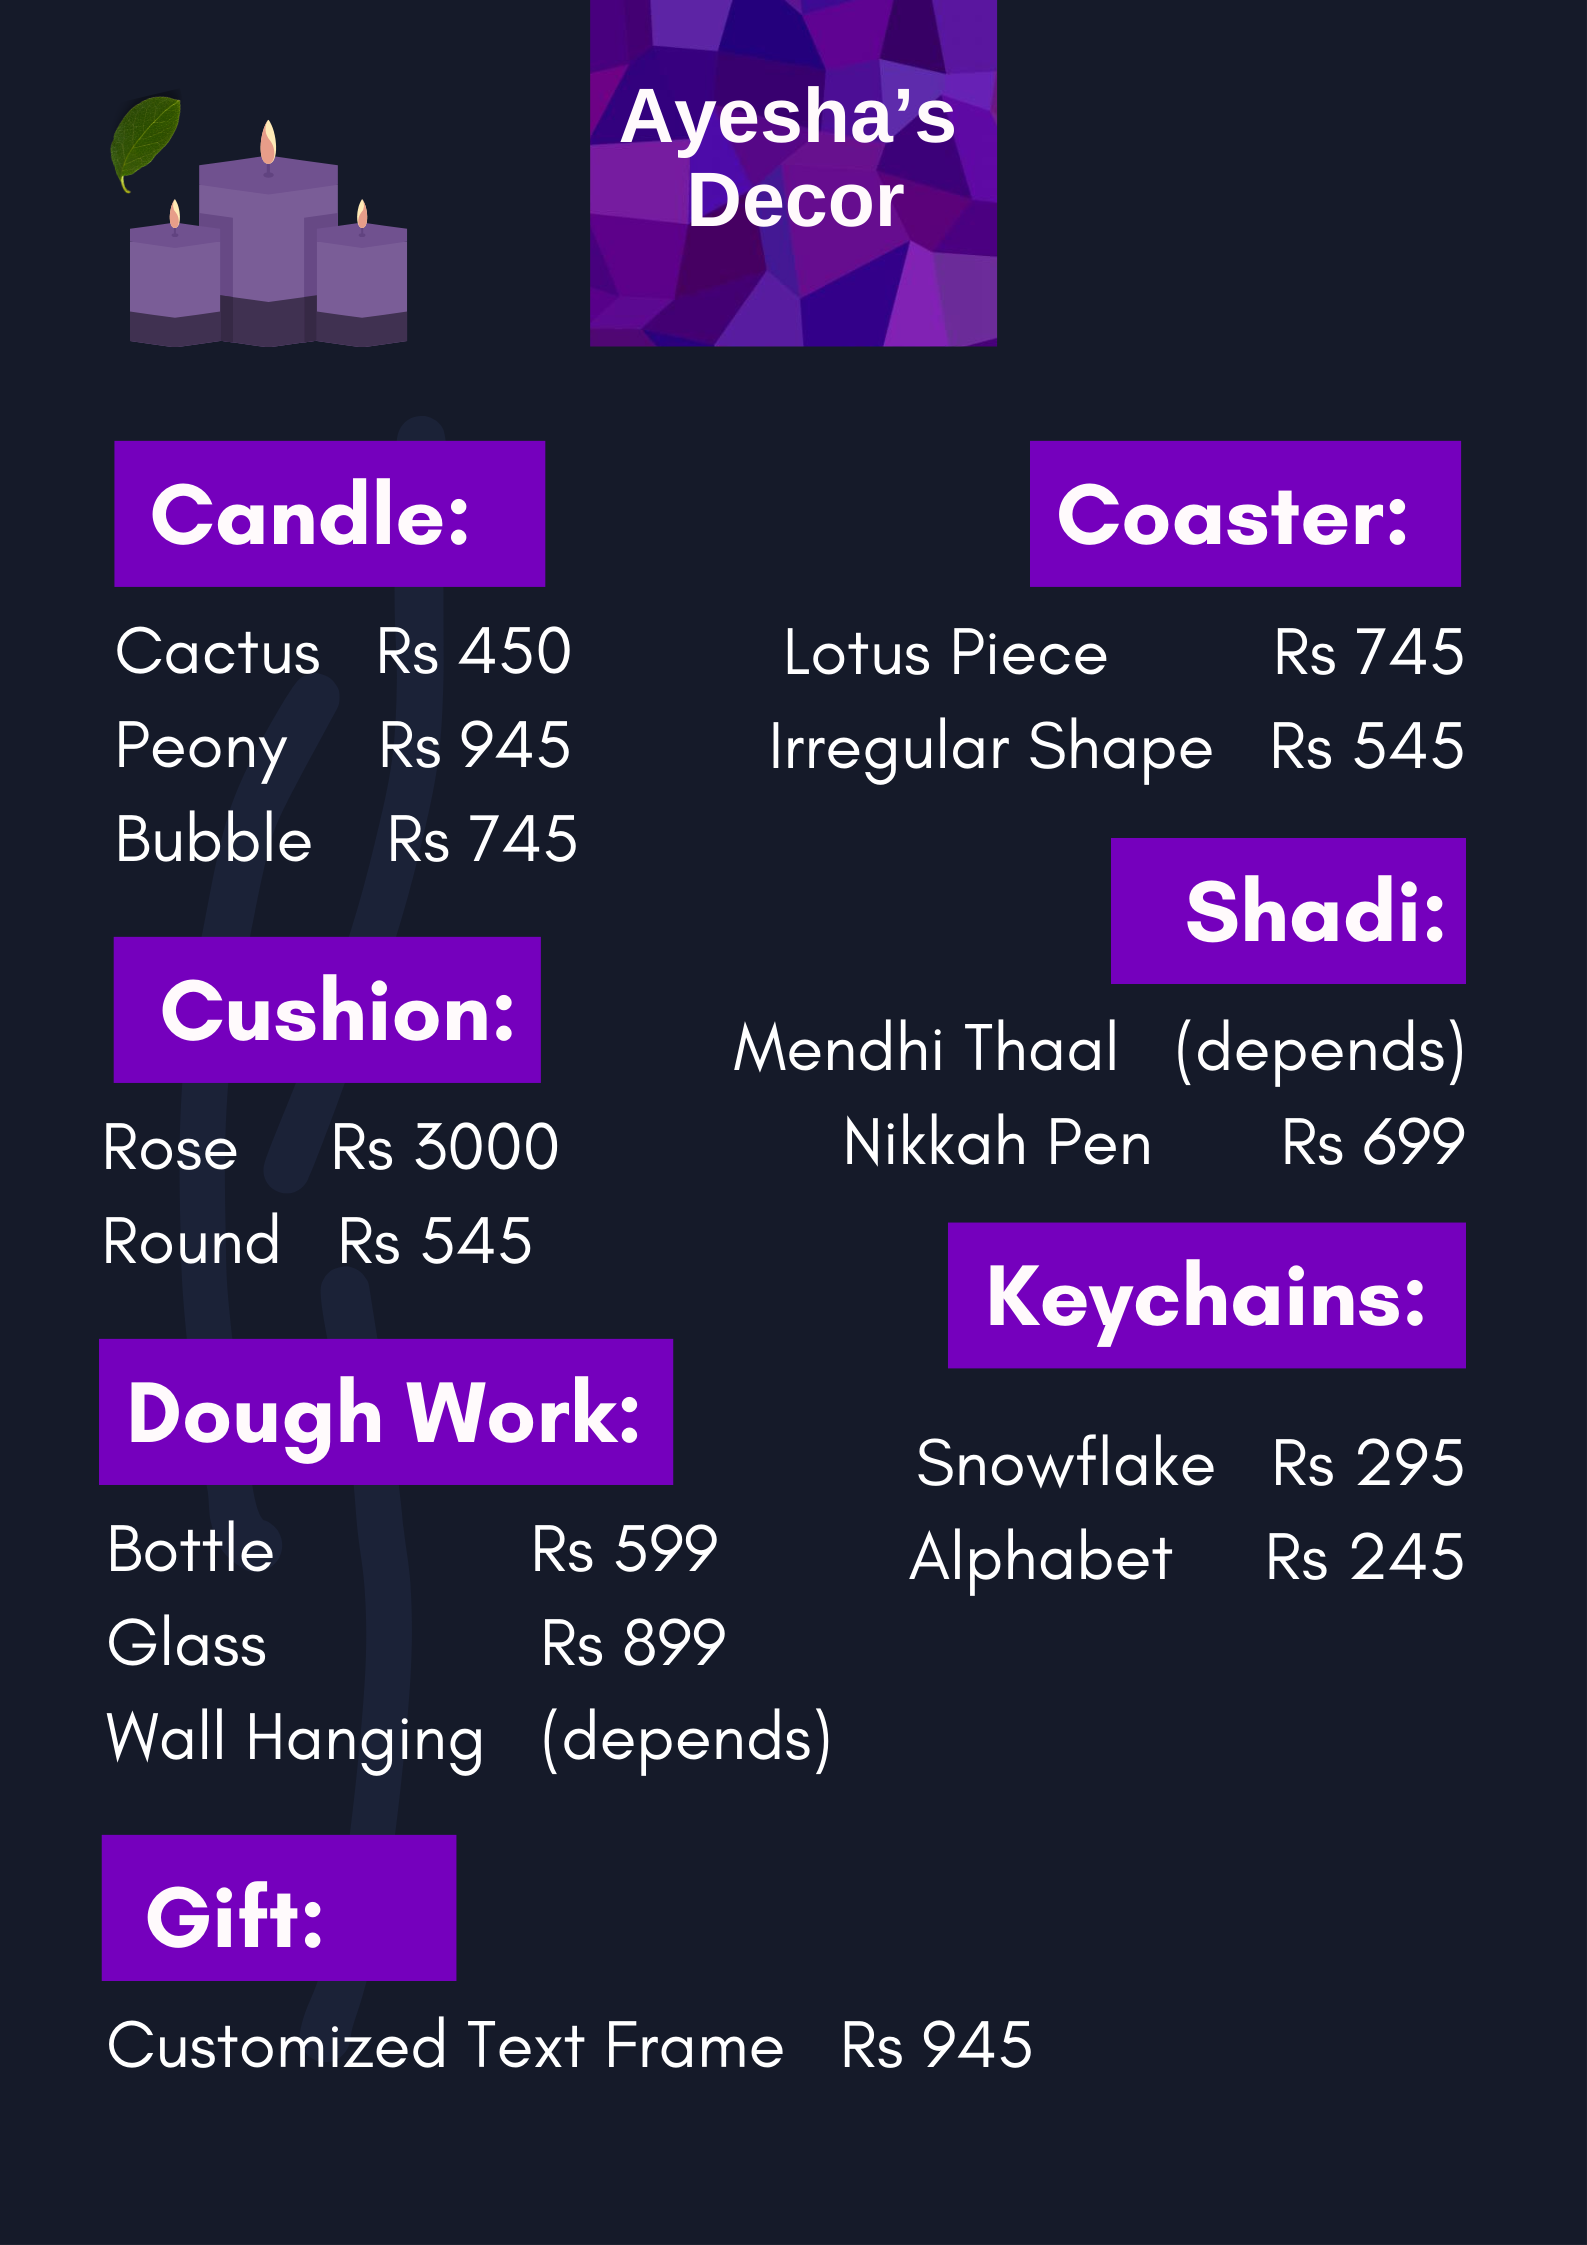 Ayesha’s
Decor
Candle:
Cactus Rs 450
Peony Rs 945
Bubble Rs 745
Cushion:
Rose Rs 3000
Round Rs 545
Dough Work:
Bottle Rs 599
Glass Rs 899
Wall Hanging (depends)
Gift:
Customized Text Frame Rs 945
Coaster:
Lotus Piece Rs 745
Irregular Shape Rs 545
Shadi:
Mendhi Thaal (depends)
Nikkah Pen Rs 699
Keychains:
Snowflake Rs 295
Alphabet Rs 245